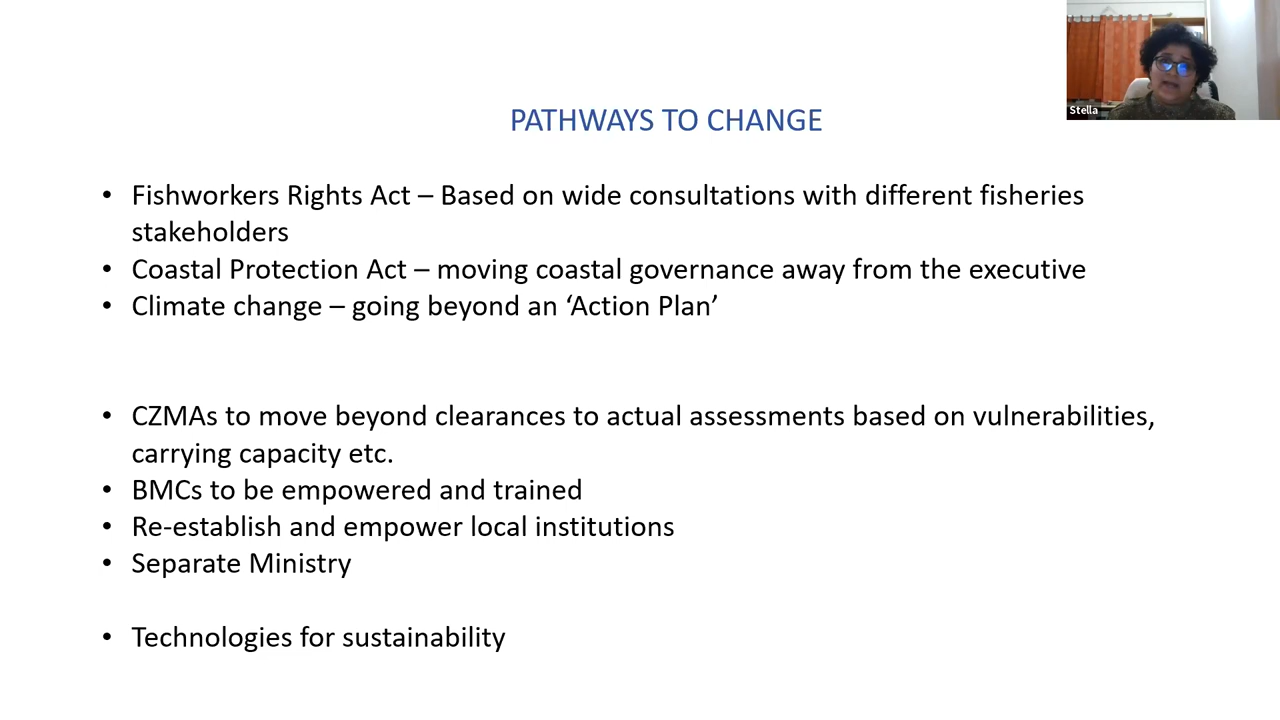 Stella
PATHWAYS TO CHANGE
• Fishworkers Rights Act – Based on wide consultations with different fisheries
stakeholders
• Coastal Protection Act – moving coastal governance away from the executive
• Climate change – going beyond an ‘Action Plan’
• CZMAs to move beyond clearances to actual assessments based on vulnerabilities,
carrying capacity etc.
• BMCs to be empowered and trained
• Re-establish and empower local institutions
• Separate Ministry
• Technologies for sustainability